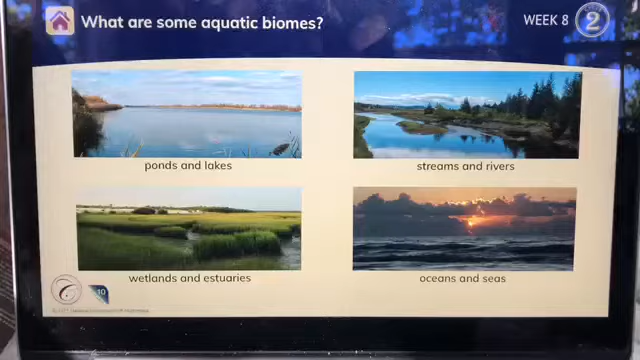 What are some aquatic biomes?
WEEK 8
2
ponds and lakes
streams and rivers
wetlands and estuaries
oceans and seas
C
10